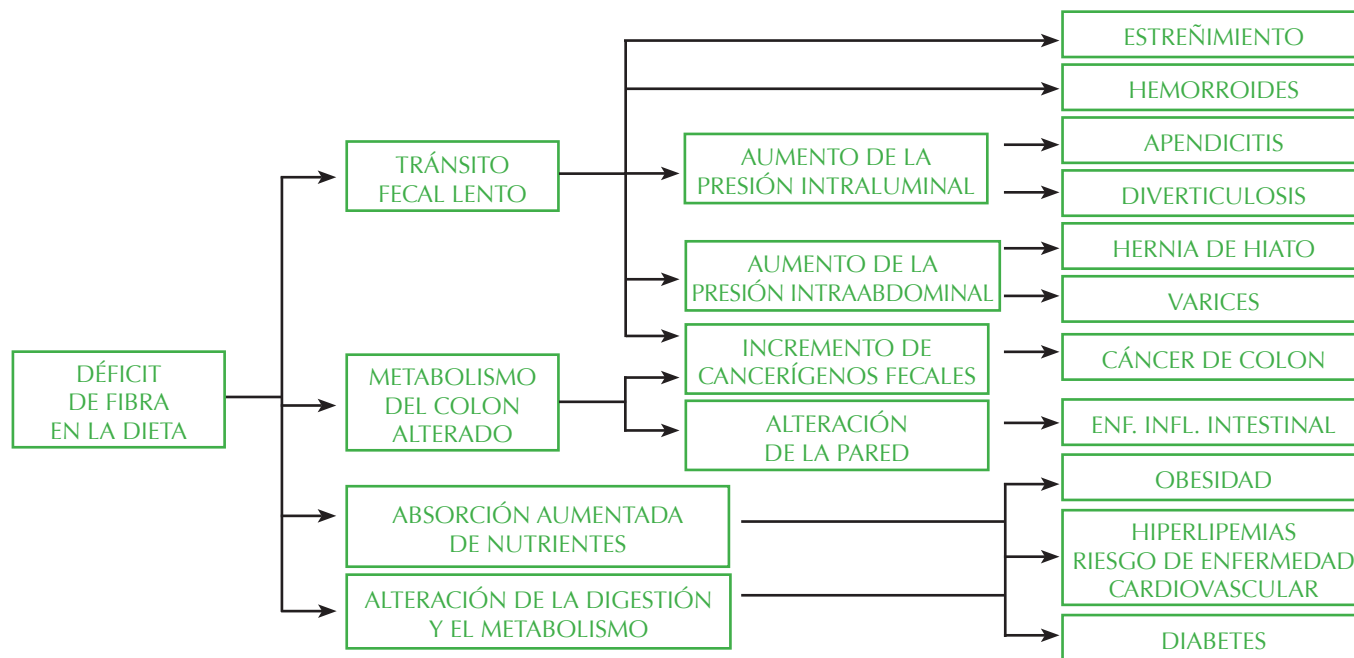 DÉFICIT
DE FIBRA
EN LA DIETA
TRÁNSITO
FECAL LENTO
METABOLISMO
DEL COLON
ALTERADO
ABSORCIÓN AUMENTADA
DE NUTRIENTES
ALTERACIÓN DE LA DIGESTIÓN
Y EL METABOLISMO
AUMENTO DE LA
PRESIÓN INTRALUMINAL
AUMENTO DE LA
PRESIÓN INTRAABDOMINAL
INCREMENTO DE
CANCERÍGENOS FECALES
ALTERACIÓN
DE LA PARED
ESTREÑIMIENTO
HEMORROIDES
APENDICITIS
DIVERTICULOSIS
HERNIA DE HIATO
VARICES
CÁNCER DE COLON
ENF. INFL. INTESTINAL
OBESIDAD
HIPERLIPEMIAS
RIESGO DE ENFERMEDAD
CARDIOVASCULAR
DIABETES